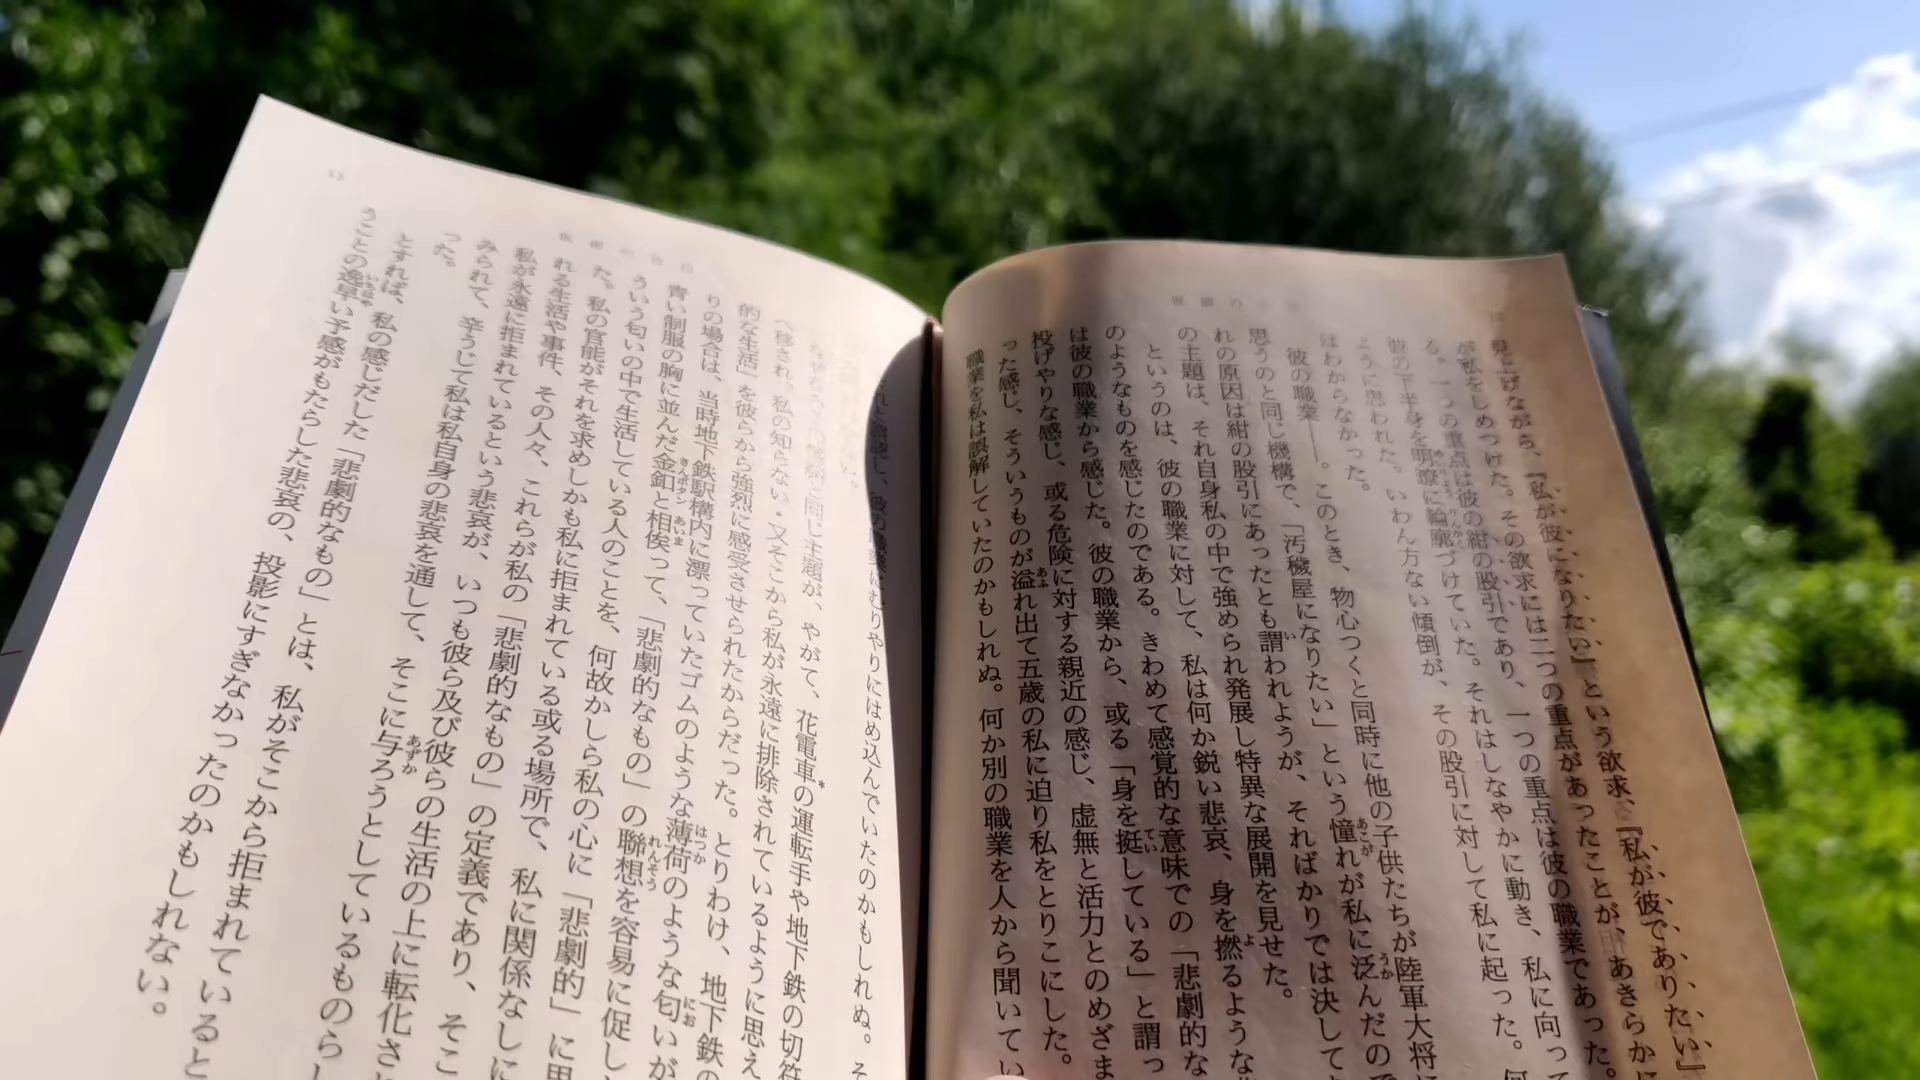 仮面の告白
見上げながら、『私が彼になりたい』という欲求、『私が彼でありたい』
が私をしめつけた。その欲求には二つの重点があったことが、あきらかに
る。一つの重点は彼の紺の股引であり、一つの重点は彼の職業であった。
彼の下半身を明瞭に輪廓づけていた。それはしなやかに動き、私に向って
ように思われた。いわん方ない傾倒が、その股引に対して私に起った。何
はわからなかった。
彼の職業――。このとき、物心つくと同時に他の子供たちが陸軍大将に
思うのと同じ機構で、「汚穢屋になりたい」という憧れが私に泛んだので
れの原因は紺の股引にあったとも謂われようが、そればかりでは決して
の主題は、それ自身私の中で強められ発展し特異な展開を見せた。
というのは、彼の職業に対して、私は何か鋭い悲哀、身を撚るような
のようなものを感じたのである。きわめて感覚的な意味での「悲劇的な
は彼の職業から感じた。彼の職業から、或る「身を挺している」と謂っ
投げやりな感じ、或る危険に対する親近の感じ、虚無と活力とのめざま
った感じ、そういうものが溢れ出て五歳の私に迫り私をとりこにした。
職業を私は誤解していたのかもしれぬ。何か別の職業を人から聞いてい
彼の職業にむりやりにはめ込んでいたのかもしれぬ。そ
同じ主題が、やがて、花電車*の運転手や地下鉄の切符
へ移され、私の知らない・又そこから私が永遠に排除されているように思え
的な生活」を彼らから強烈に感受させられたからだった。とりわけ、地下鉄の
りの場合は、当時地下鉄駅構内に漂っていたゴムのような薄荷のような匂いが
青い制服の胸に並んだ金釦と相俟って、「悲劇的なもの」の聯想を容易に促し
ういう匂いの中で生活している人のことを、何故かしら私の心に「悲劇的」に思
た。私の官能がそれを求めしかも私に拒まれている或る場所で、私に関係なしに
れる生活や事件、その人々、これらが私の「悲劇的なもの」の定義であり、そこ
私が永遠に拒まれているという悲哀が、いつも彼ら及び彼らの生活の上に転化さ
みられて、辛うじて私は私自身の悲哀を通して、そこに与ろうとしているものらし
った。
とすれば、私の感じだした「悲劇的なもの」とは、私がそこから拒まれていると
うことの逸早い予感がもたらした悲哀の、投影にすぎなかったのかもしれない。
12
仮面の告白